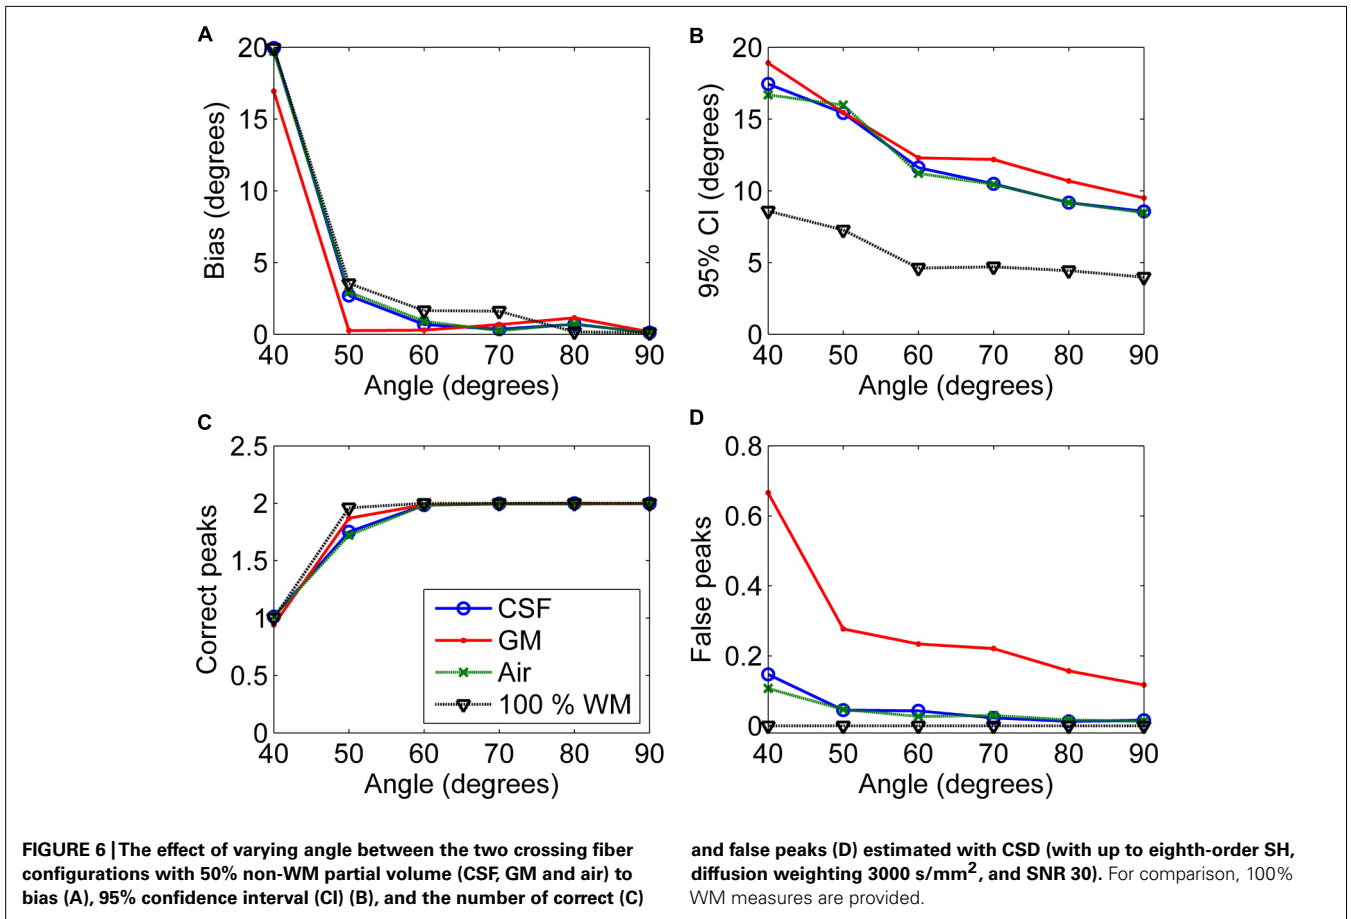 A
20
15
10
5
0
Bias (degrees)
40 50 60 70 80 90
Angle (degrees)
B
20
15
10
5
0
95% CI (degrees)
40 50 60 70 80 90
Angle (degrees)
C
2.5
2
1.5
1
0.5
0
Correct peaks
CSF
GM
Air
100 % WM
40 50 60 70 80 90
Angle (degrees)
D
0.8
0.6
0.4
0.2
0
False peaks
40 50 60 70 80 90
Angle (degrees)
FIGURE 6 | The effect of varying angle between the two crossing fiber
configurations with 50% non-WM partial volume (CSF, GM and air) to
bias (A), 95% confidence interval (CI) (B), and the number of correct (C)
and false peaks (D) estimated with CSD (with up to eighth-order SH,
diffusion weighting 3000 s/mm², and SNR 30). For comparison, 100%
WM measures are provided.